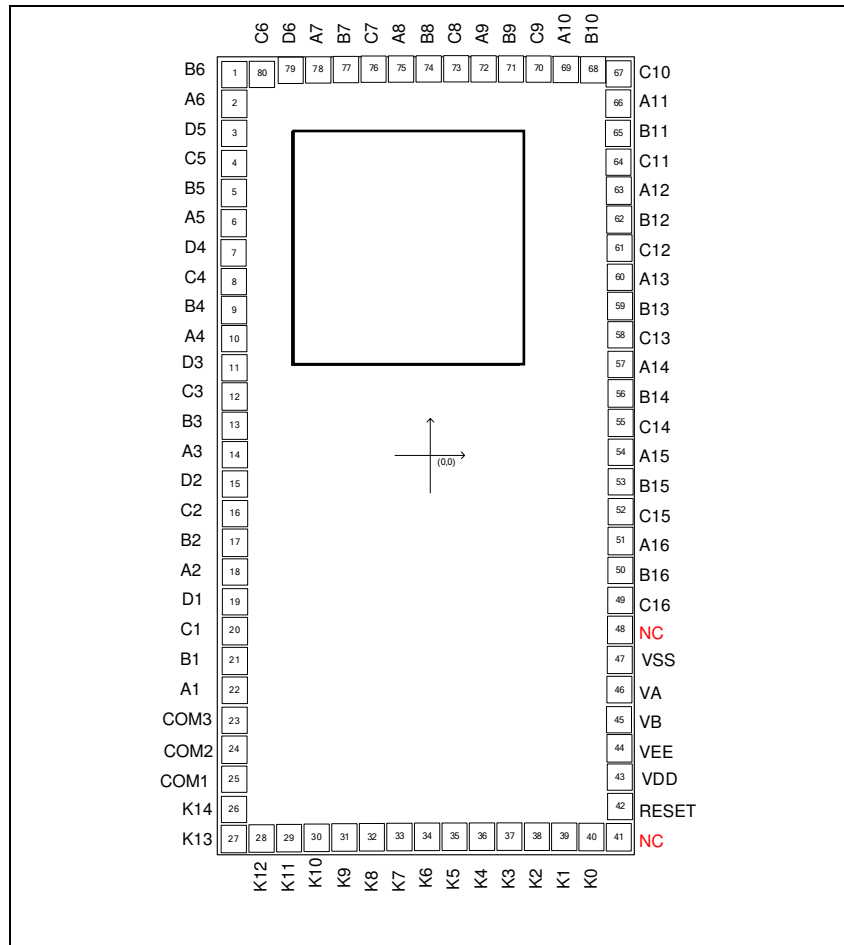 C6 D6 A7 B7 C7 A8 B8 C8 A9 B9 C9 A10 B10
B6 1 80 79 78 77 76 75 74 73 72 71 70 69 68 67 C10
A6 2 66 A11
D5 3 65 B11
C5 4 64 C11
B5 5 63 A12
A5 6 62 B12
D4 7 61 C12
C4 8 60 A13
B4 9 59 B13
A4 10 58 C13
D3 11 57 A14
C3 12 56 B14
B3 13 55 C14
A3 14 54 A15
(0,0)
D2 15 53 B15
C2 16 52 C15
B2 17 51 A16
A2 18 50 B16
D1 19 49 C16
C1 20 48 NC
B1 21 47 VSS
A1 22 46 VA
COM3 23 45 VB
COM2 24 44 VEE
COM1 25 43 VDD
K14 26 42 RESET
K13 27 28 29 30 31 32 33 34 35 36 37 38 39 40 41 NC
K12 K11 K10 K9 K8 K7 K6 K5 K4 K3 K2 K1 K0